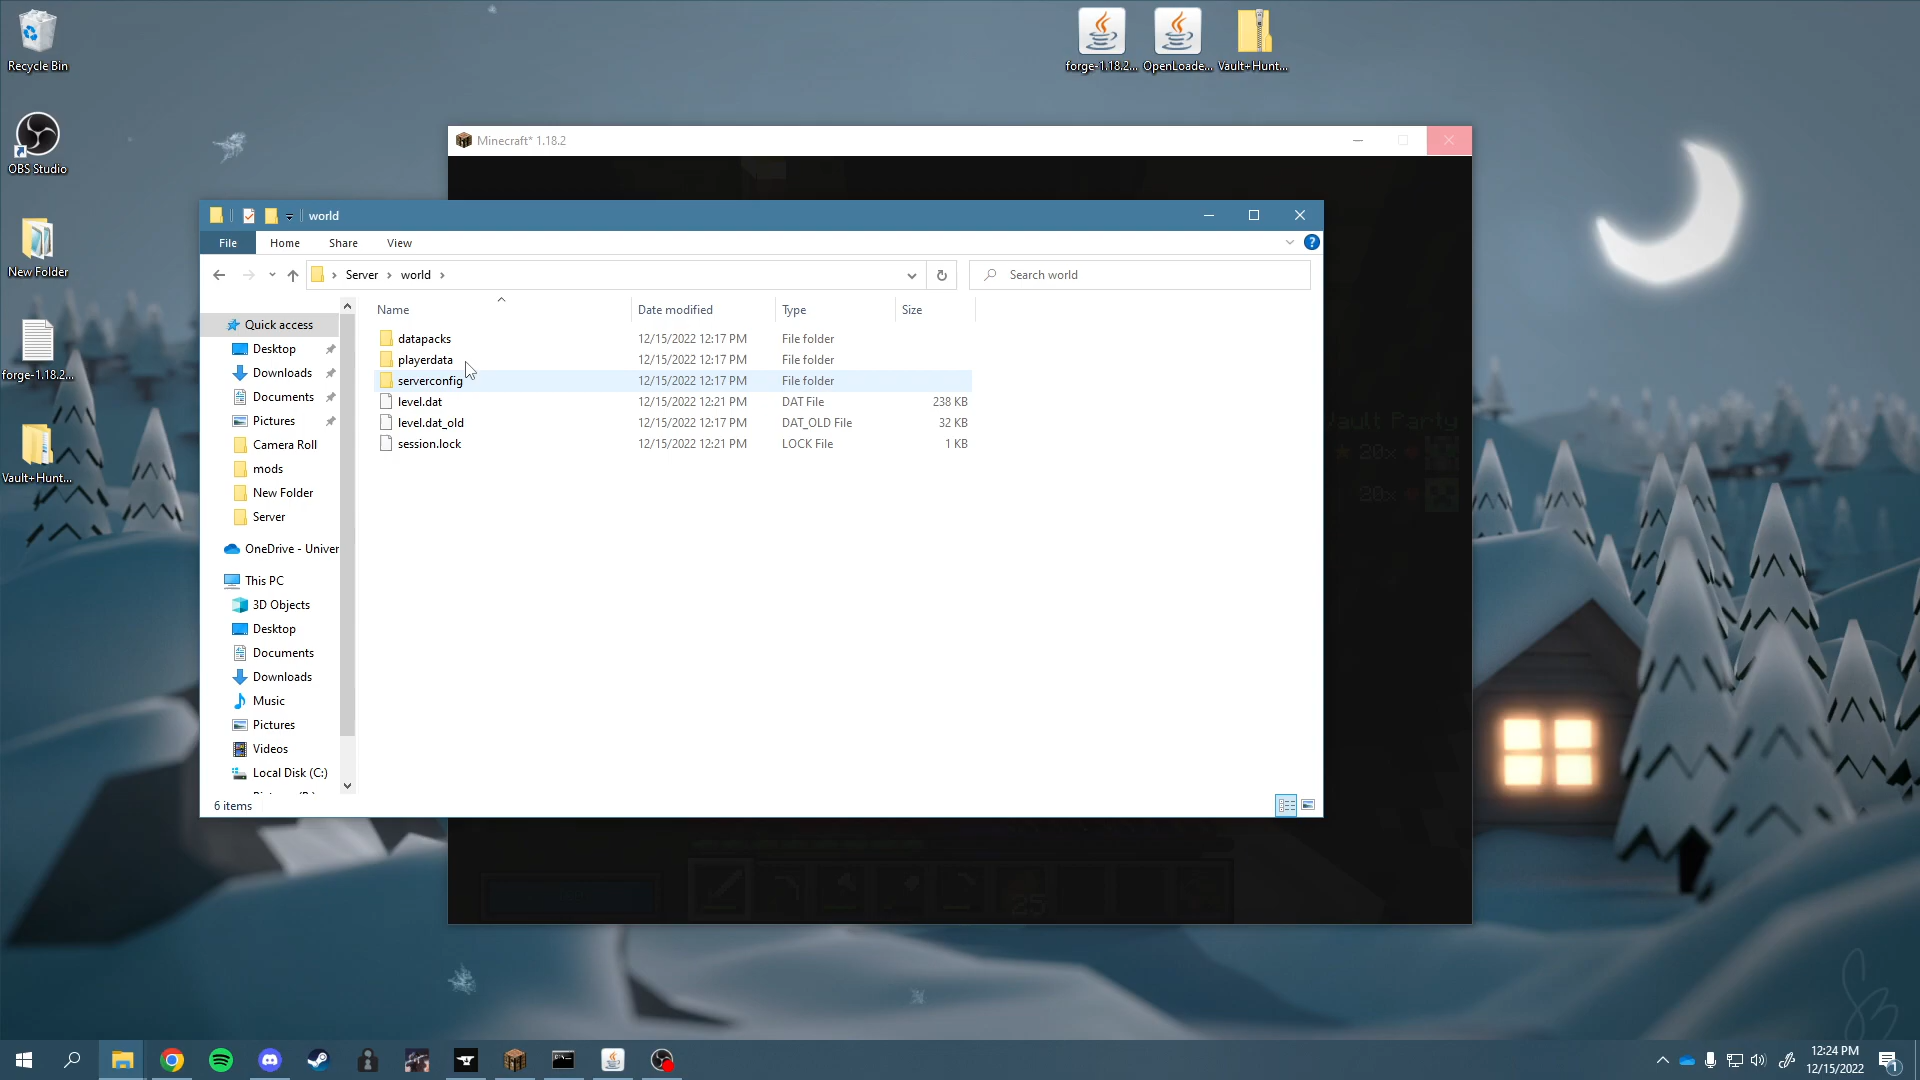 Recycle Bin
OBS Studio
New Folder
forge-1.18.2...
Vault+Hunt...
forge-1.18.2...
OpenLoade...
Vault+Hunt...
Minecraft* 1.18.2
world
File
Home
Share
View
Server
world
Search world
Name
Date modified
Type
Size
Quick access
Desktop
Downloads
Documents
Pictures
Camera Roll
mods
New Folder
Server
OneDrive - Univer
This PC
3D Objects
Desktop
Documents
Downloads
Music
Pictures
Videos
Local Disk (C:)
datapacks 12/15/2022 12:17 PM File folder
playerdata 12/15/2022 12:17 PM File folder
serverconfig 12/15/2022 12:17 PM File folder
level.dat 12/15/2022 12:21 PM DAT File 238 KB
level.dat_old 12/15/2022 12:17 PM DAT_OLD File 32 KB
session.lock 12/15/2022 12:21 PM LOCK File 1 KB
6 items
Vault Party
20x
20x
25
12:24 PM
12/15/2022
1